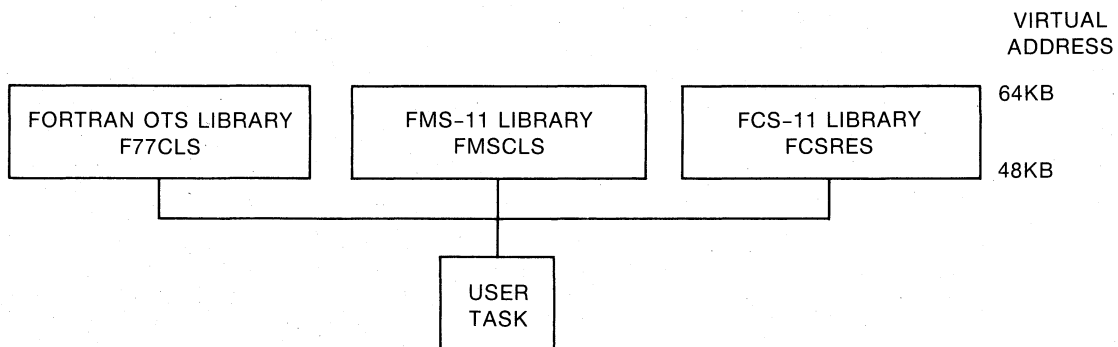 VIRTUAL
ADDRESS
64KB
FORTRAN OTS LIBRARY
F77CLS
FMS-11 LIBRARY
FMSCLS
FCS-11 LIBRARY
FCSRES
48KB
USER
TASK